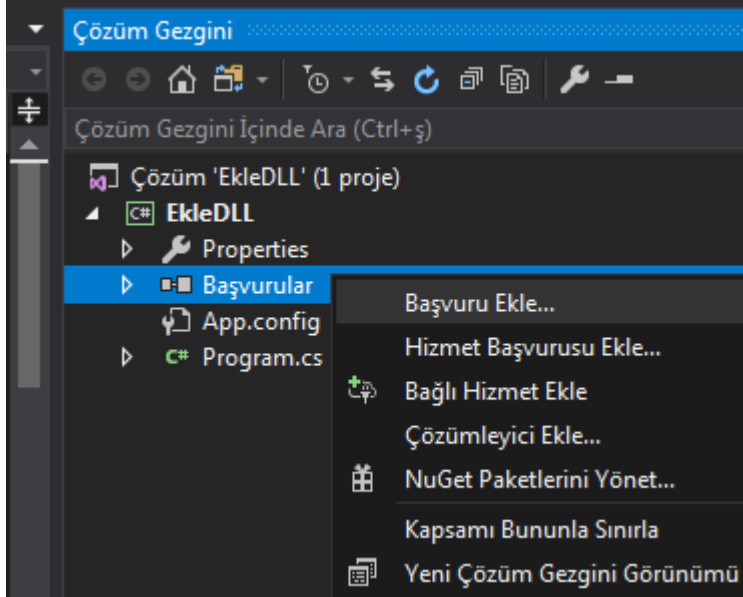 Çözüm Gezgini
Çözüm Gezgini İçinde Ara (Ctrl+ş)
Çözüm 'EkleDLL' (1 proje)
C# EkleDLL
Properties
Başvurular
Başvuru Ekle...
App.config
Hizmet Başvurusu Ekle...
C# Program.cs
Bağlı Hizmet Ekle
Çözümleyici Ekle...
NuGet Paketlerini Yönet...
Kapsamı Bununla Sınırla
Yeni Çözüm Gezgini Görünümü